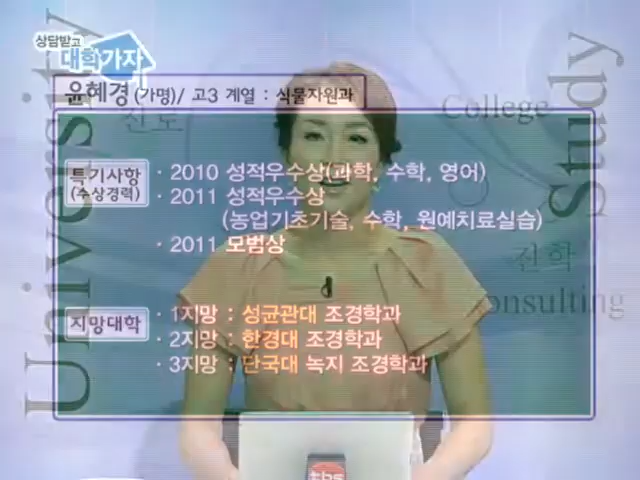 상담받고
대학가자
윤혜경(가명)/ 고3 계열 : 식물자원과
University
진로
College
Study
특기사항
(수상경력)
· 2010 성적우수상(과학, 수학, 영어)
· 2011 성적우수상
(농업기초기술, 수학, 원예치료실습)
· 2011 모범상
진학
Consulting
지망대학
· 1지망 : 성균관대 조경학과
· 2지망 : 한경대 조경학과
· 3지망 : 단국대 녹지 조경학과
tbs